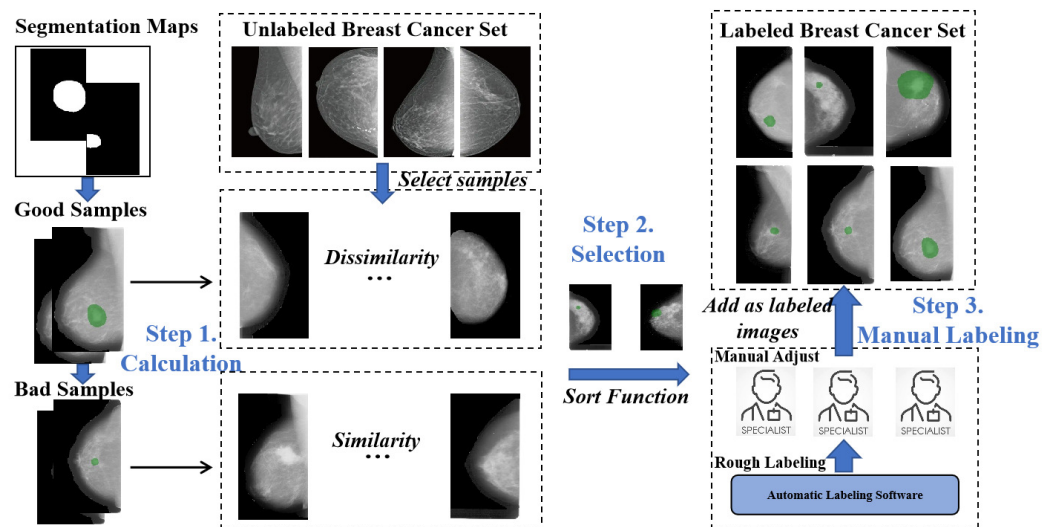 Segmentation Maps
Unlabeled Breast Cancer Set
Select samples
Good Samples
Dissimilarity
...
Step 1.
Calculation
Bad Samples
Similarity
...
Step 2.
Selection
Sort Function
Labeled Breast Cancer Set
Add as labeled
images
Step 3.
Manual Labeling
Manual Adjust
SPECIALIST
SPECIALIST
SPECIALIST
Rough Labeling
Automatic Labeling Software